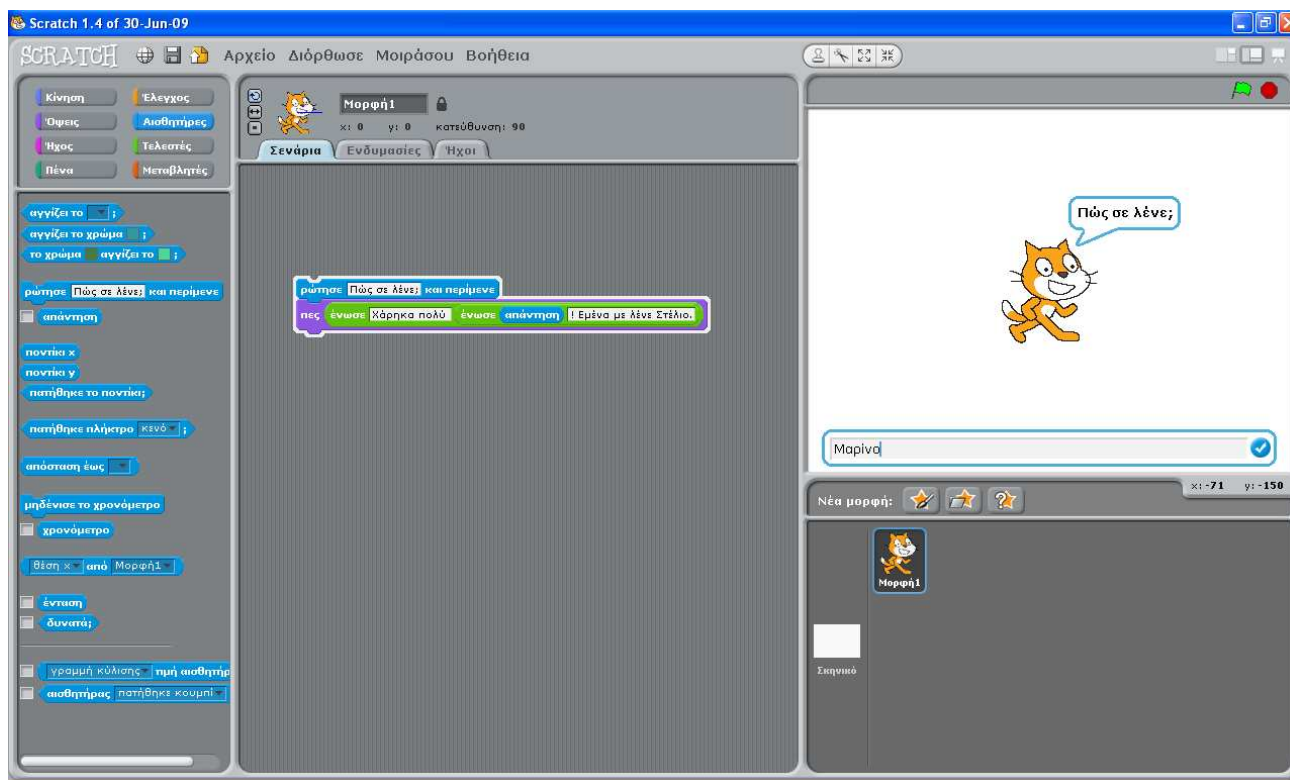 Scratch 1.4 of 30-Jun-09
SCRATCH Αρχείο Διόρθωσε Μοιράσου Βοήθεια
Κίνηση Έλεγχος
Όψεις Αισθητήρες
Ήχος Τελεστές
Πένα Μεταβλητές
Μορφή1
x: 0 y: 0 κατεύθυνση: 90
Σενάρια Ενδυμασίες Ήχοι
αγγίζει το ;
αγγίζει το χρώμα ;
το χρώμα αγγίζει το ;
ρώτησε Πώς σε λένε; και περίμενε
απάντηση
ποντίκι x
ποντίκι y
πατήθηκε το ποντίκι;
πατήθηκε πλήκτρο κενό ;
απόσταση έως
μηδένισε το χρονόμετρο
χρονόμετρο
θέση x από Μορφή1
ένταση
δυνατά;
γραμμή κύλισης τιμή αισθητήρ
αισθητήρας πατήθηκε κουμπί
ρώτησε Πώς σε λένε; και περίμενε
πες ένωσε Χάρηκα πολύ ένωσε απάντηση ! Εμένα με λένε Στέλιο.
Πώς σε λένε;
Μαρίνο
x: -71 y: -150
Νέα μορφή:
Μορφή1
Σκηνικό